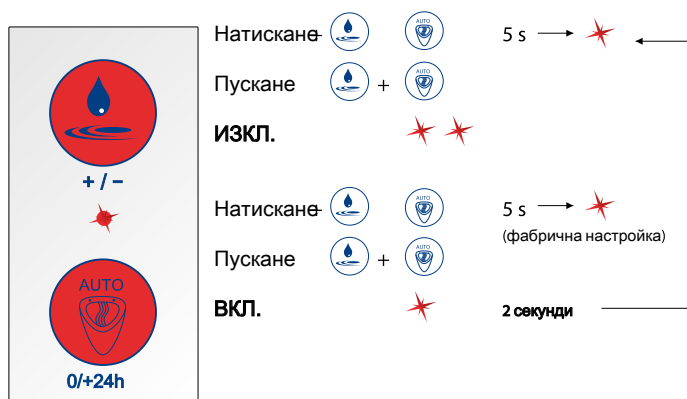 Натискане + AUTO 5 s
Пускане + AUTO
ИЗКЛ.
+ / −
Натискане + AUTO 5 s
(фабрична настройка)
Пускане + AUTO
ВКЛ. 2 секунди
AUTO
0/+24h